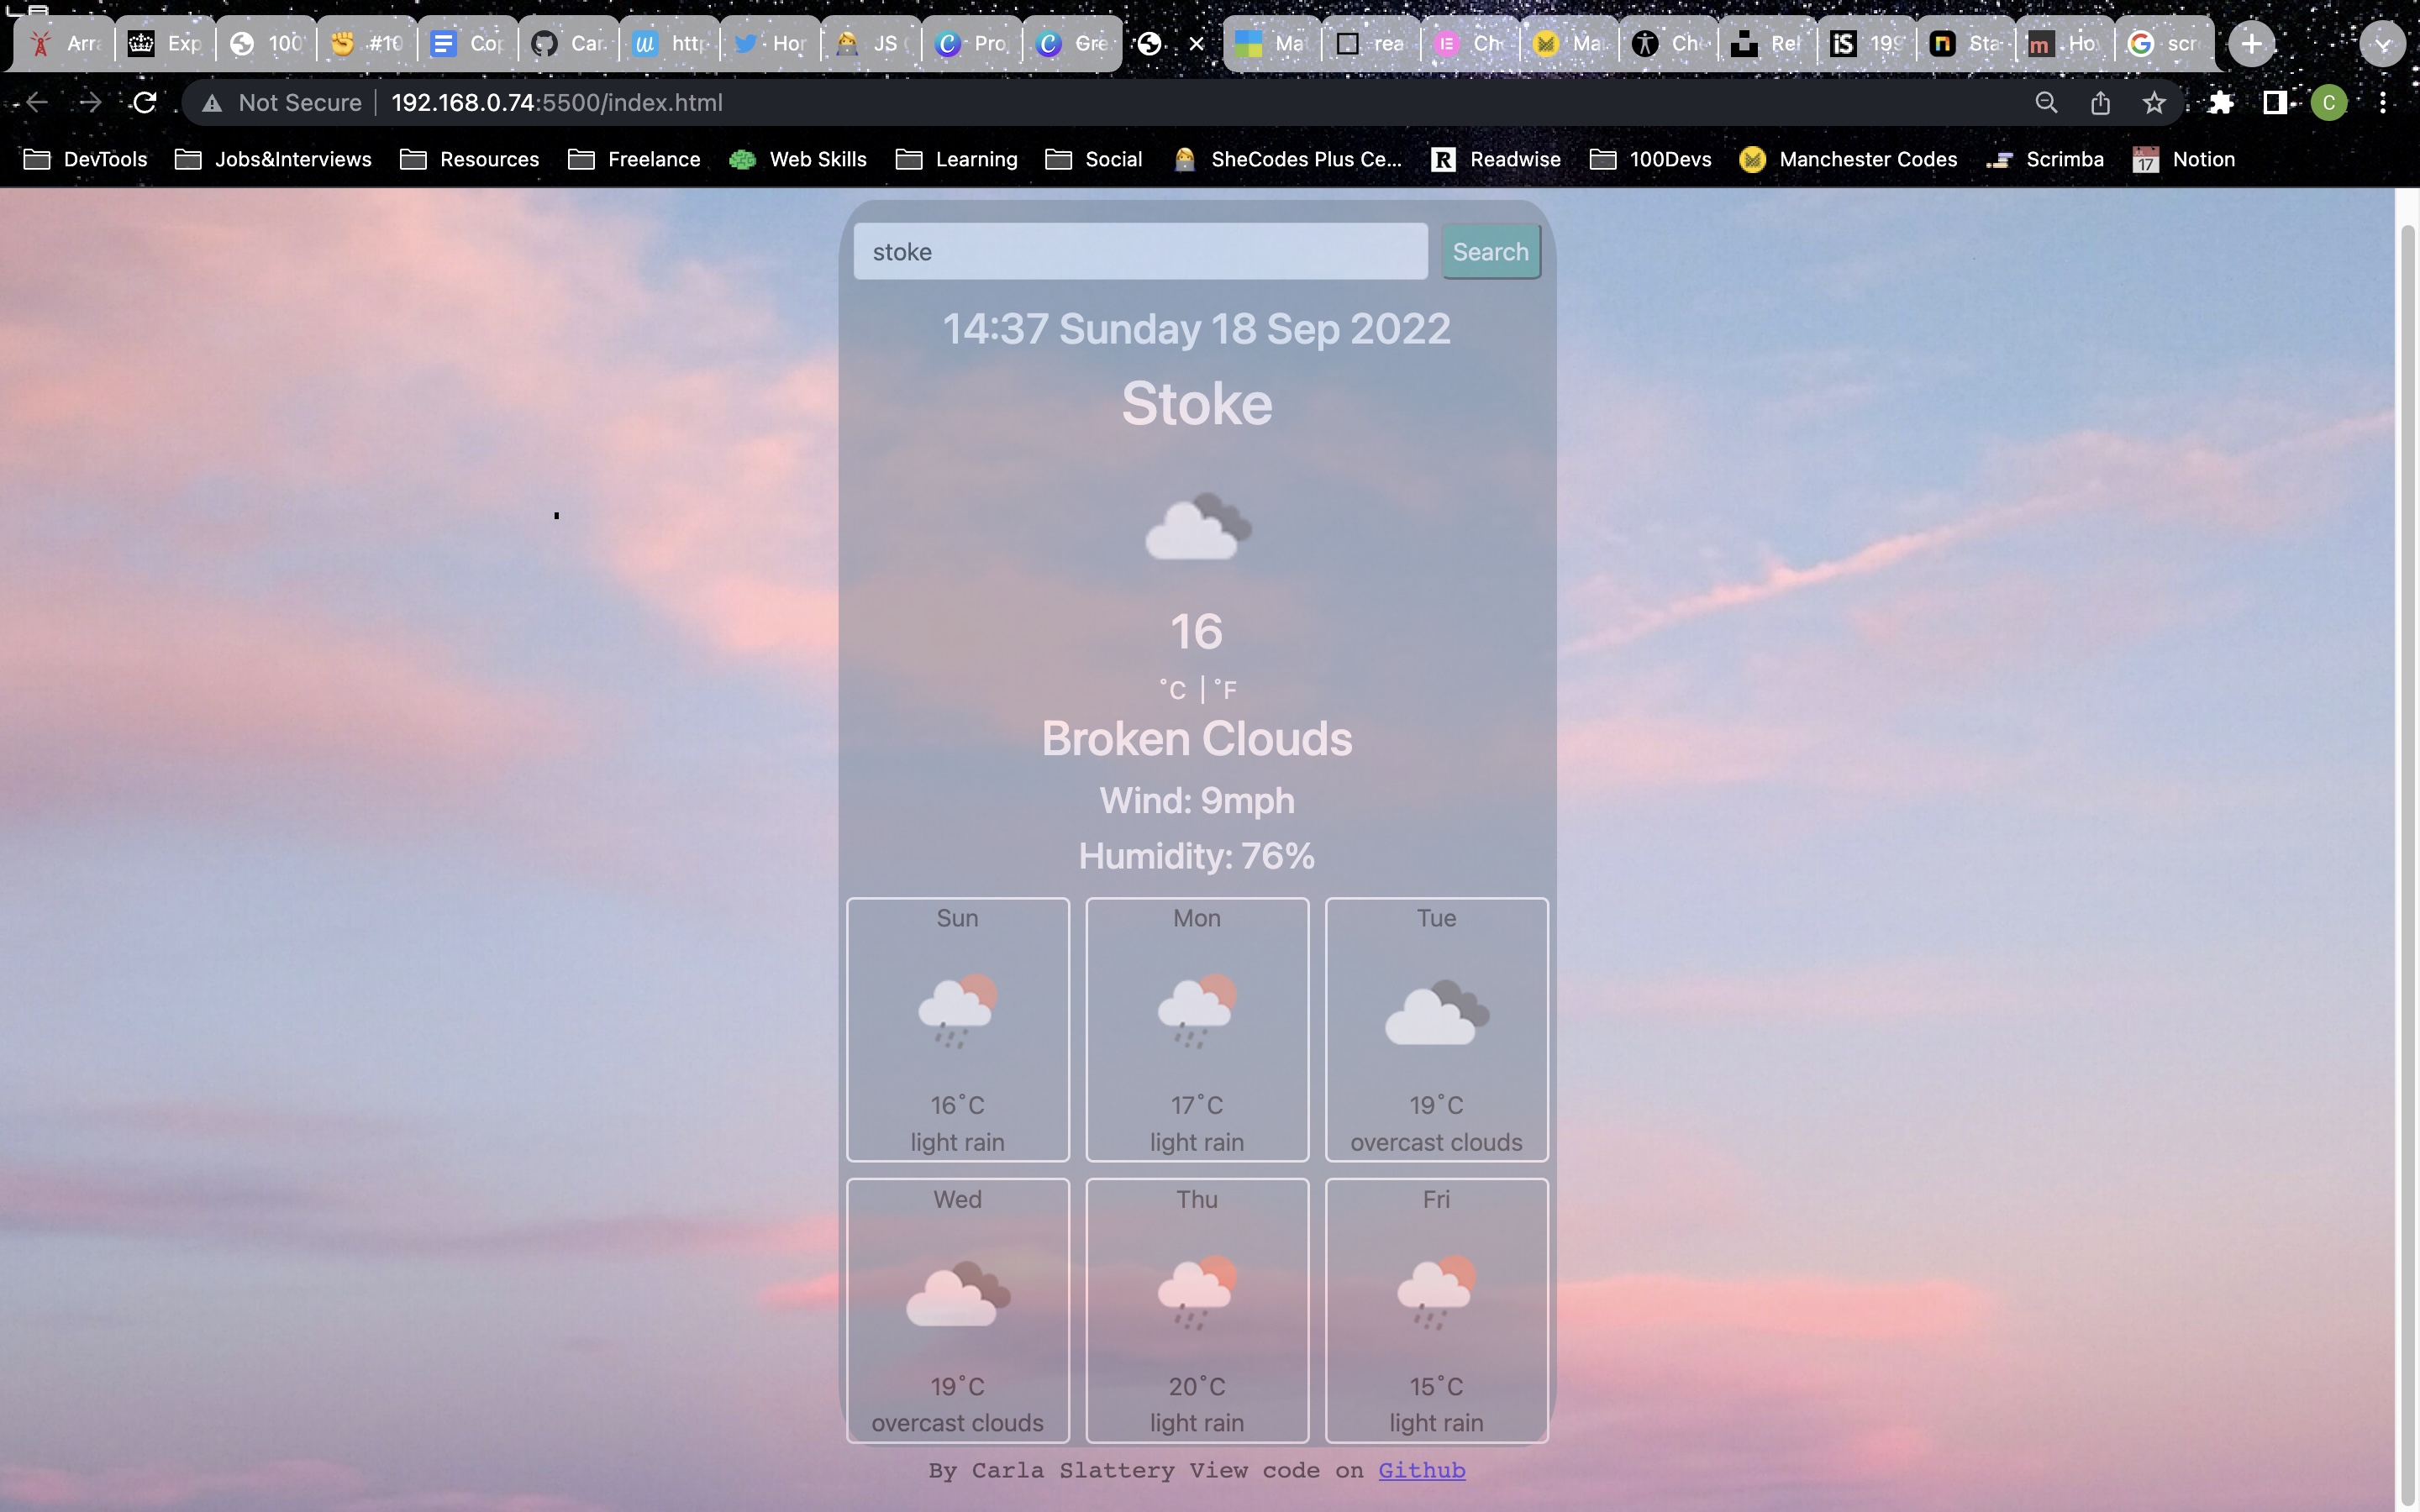 Arr Exp 100 #10 Cop Car htt Hor JS Pro Gre Ma rea Ch Ma Ch Rel 199 Sta Ho scr
Not Secure 192.168.0.74:5500/index.html C
DevTools Jobs&Interviews Resources Freelance Web Skills Learning Social SheCodes Plus Ce... R Readwise 100Devs Manchester Codes Scrimba 17 Notion
stoke Search
14:37 Sunday 18 Sep 2022
Stoke
16
°C | °F
Broken Clouds
Wind: 9mph
Humidity: 76%
Sun Mon Tue
16°C 17°C 19°C
light rain light rain overcast clouds
Wed Thu Fri
19°C 20°C 15°C
overcast clouds light rain light rain
By Carla Slattery View code on Github